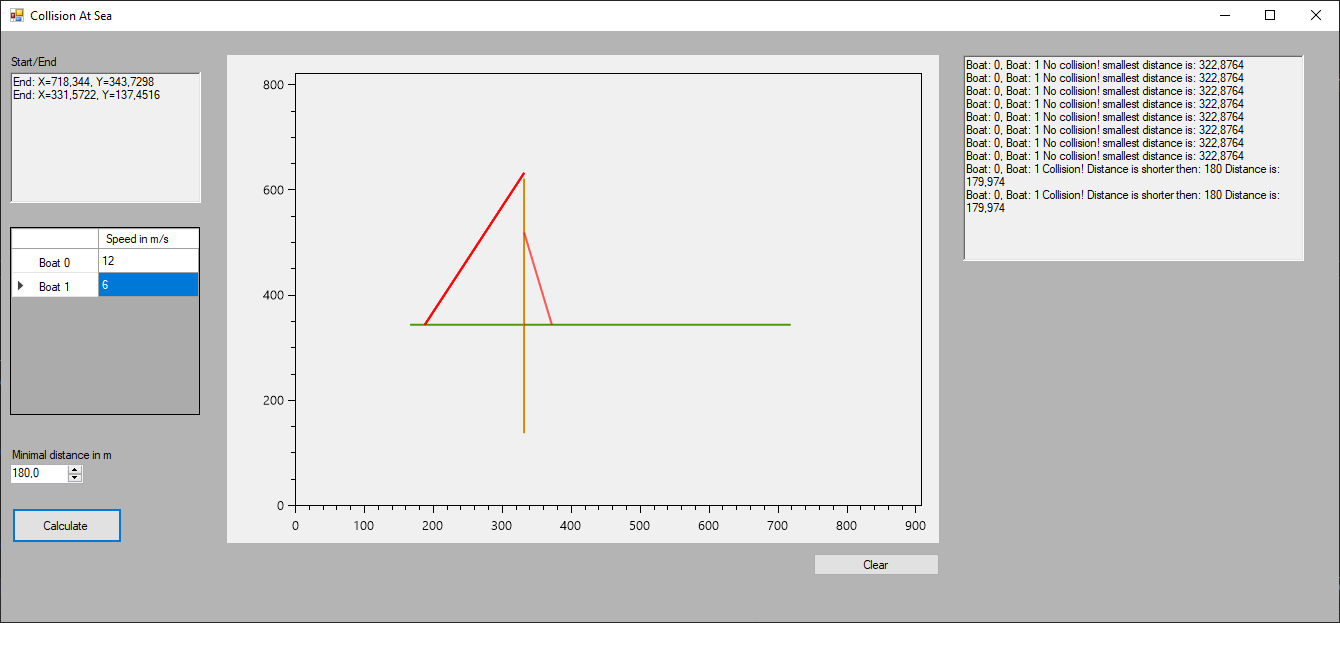 Collision At Sea
Start/End
End: X=718,344, Y=343,7298
End: X=331,5722, Y=137,4516
Speed in m/s
Boat 0 12
Boat 1 6
Minimal distance in m
180,0
Calculate
800
600
400
200
0
0 100 200 300 400 500 600 700 800 900
Clear
Boat: 0, Boat: 1 No collision! smallest distance is: 322,8764
Boat: 0, Boat: 1 No collision! smallest distance is: 322,8764
Boat: 0, Boat: 1 No collision! smallest distance is: 322,8764
Boat: 0, Boat: 1 No collision! smallest distance is: 322,8764
Boat: 0, Boat: 1 No collision! smallest distance is: 322,8764
Boat: 0, Boat: 1 No collision! smallest distance is: 322,8764
Boat: 0, Boat: 1 No collision! smallest distance is: 322,8764
Boat: 0, Boat: 1 No collision! smallest distance is: 322,8764
Boat: 0, Boat: 1 Collision! Distance is shorter then: 180 Distance is:
179,974
Boat: 0, Boat: 1 Collision! Distance is shorter then: 180 Distance is:
179,974